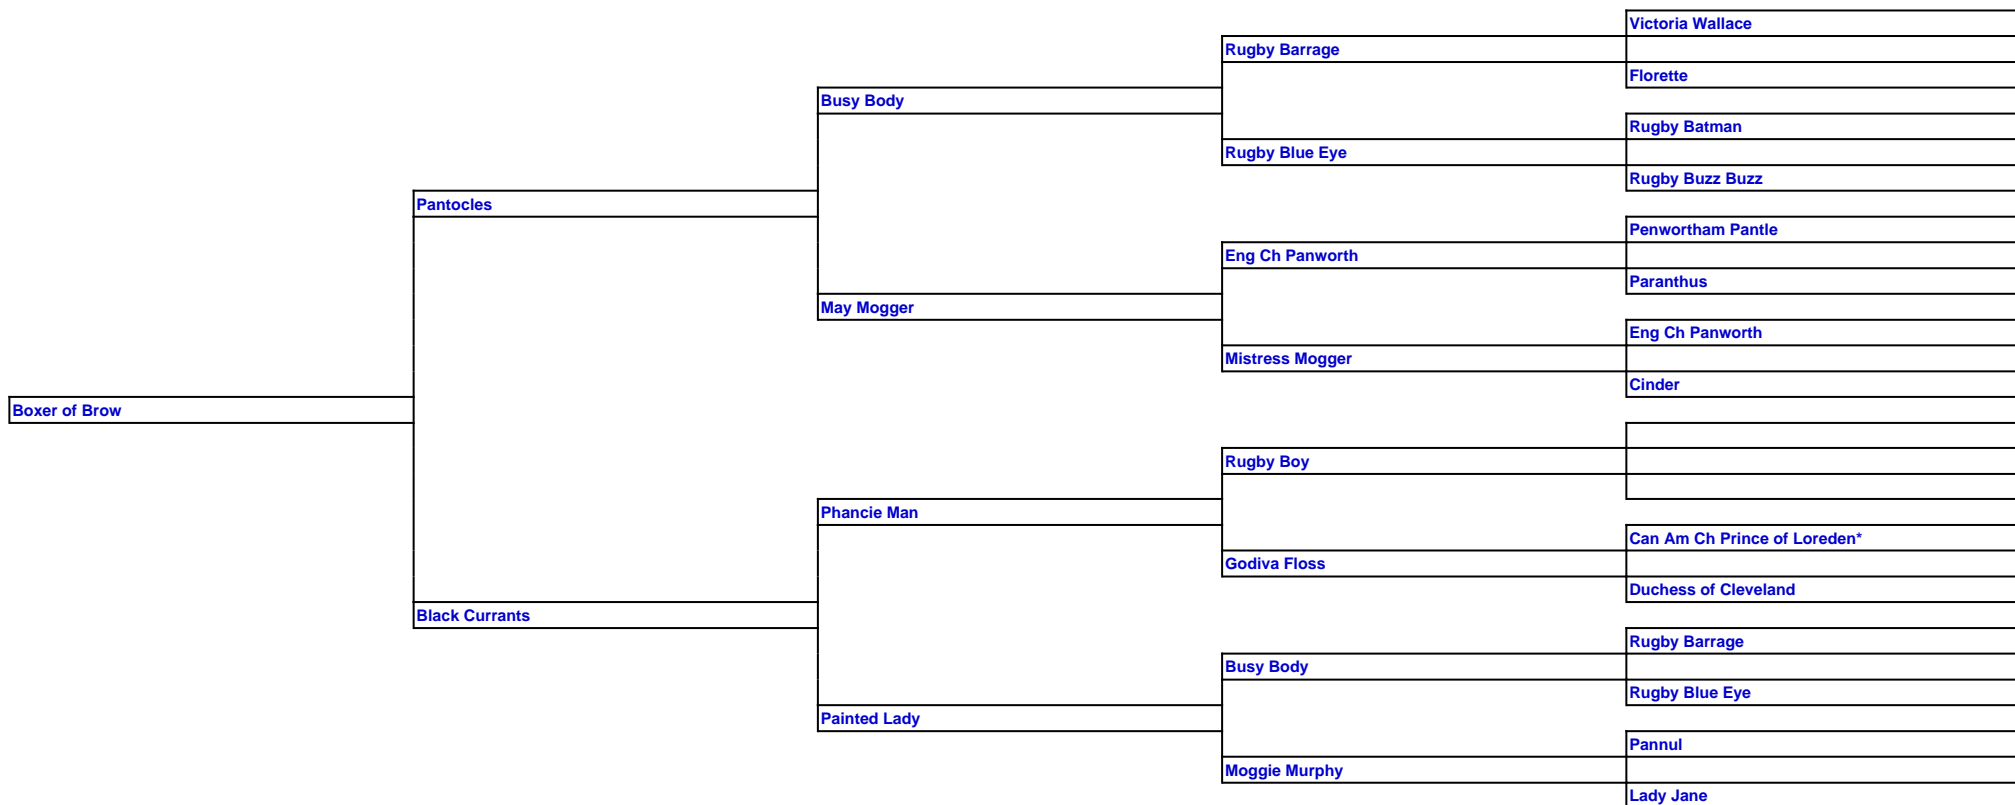 Victoria Wallace
Rugby Barrage
Florette
Busy Body
Rugby Batman
Rugby Blue Eye
Rugby Buzz Buzz
Pantocles
Penwortham Pantle
Eng Ch Panworth
Paranthus
May Mogger
Eng Ch Panworth
Mistress Mogger
Cinder
Boxer of Brow
Rugby Boy
Phancie Man
Can Am Ch Prince of Loreden*
Godiva Floss
Duchess of Cleveland
Black Currants
Rugby Barrage
Busy Body
Rugby Blue Eye
Painted Lady
Pannul
Moggie Murphy
Lady Jane